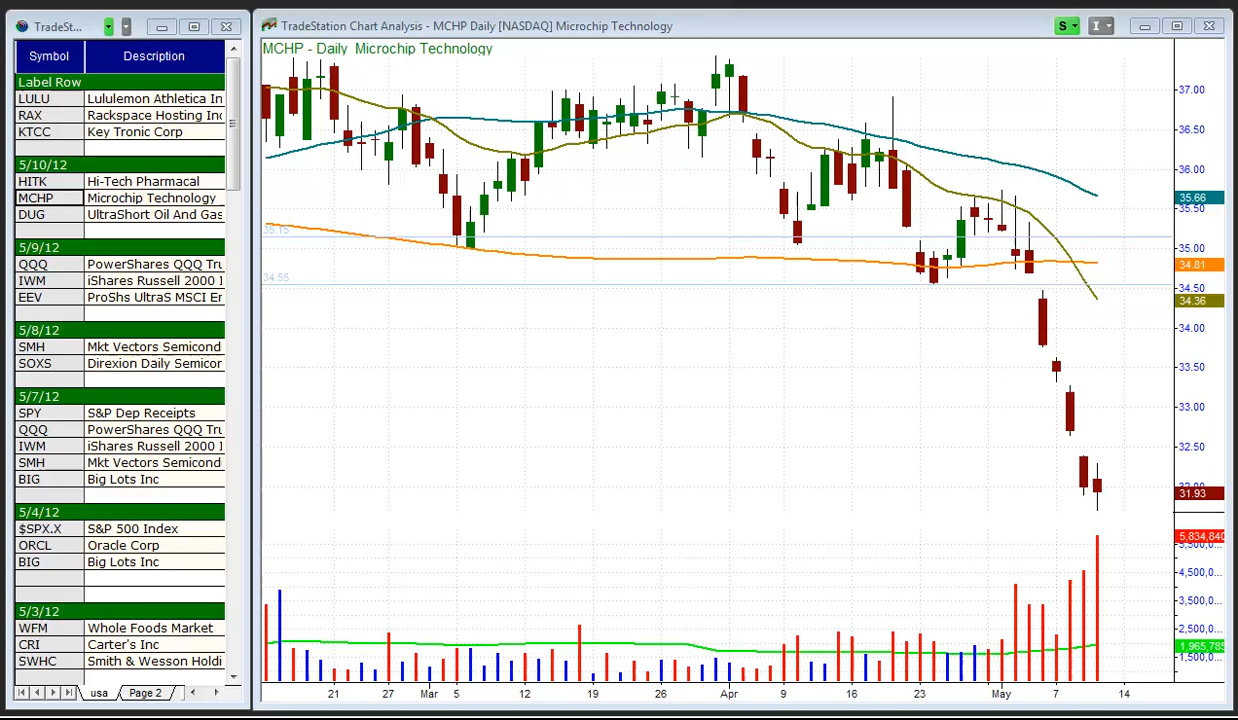 TradeSt...
Symbol Description
Label Row
LULU Lululemon Athletica In
RAX Rackspace Hosting Inc
KTCC Key Tronic Corp
5/10/12
HITK Hi-Tech Pharmacal
MCHP Microchip Technology
DUG UltraShort Oil And Gas
5/9/12
QQQ PowerShares QQQ Tru
IWM iShares Russell 2000 I
EEV ProShs UltraS MSCI Er
5/8/12
SMH Mkt Vectors Semicond
SOXS Direxion Daily Semicor
5/7/12
SPY S&P Dep Receipts
QQQ PowerShares QQQ Tru
IWM iShares Russell 2000 I
SMH Mkt Vectors Semicond
BIG Big Lots Inc
5/4/12
$SPX.X S&P 500 Index
ORCL Oracle Corp
BIG Big Lots Inc
5/3/12
WFM Whole Foods Market
CRI Carter's Inc
SWHC Smith & Wesson Holdi
usa Page 2
TradeStation Chart Analysis - MCHP Daily [NASDAQ] Microchip Technology
S I
MCHP - Daily Microchip Technology
37.00
36.50
36.00
35.66
35.50
35.15
35.00
34.81
34.55
34.50
34.36
34.00
33.50
33.00
32.50
31.93
5,834,840
4,500,0...
3,500,0...
2,500,0...
1,965,785
1,500,0...
21 27 Mar 5 12 19 26 Apr 9 16 23 May 7 14